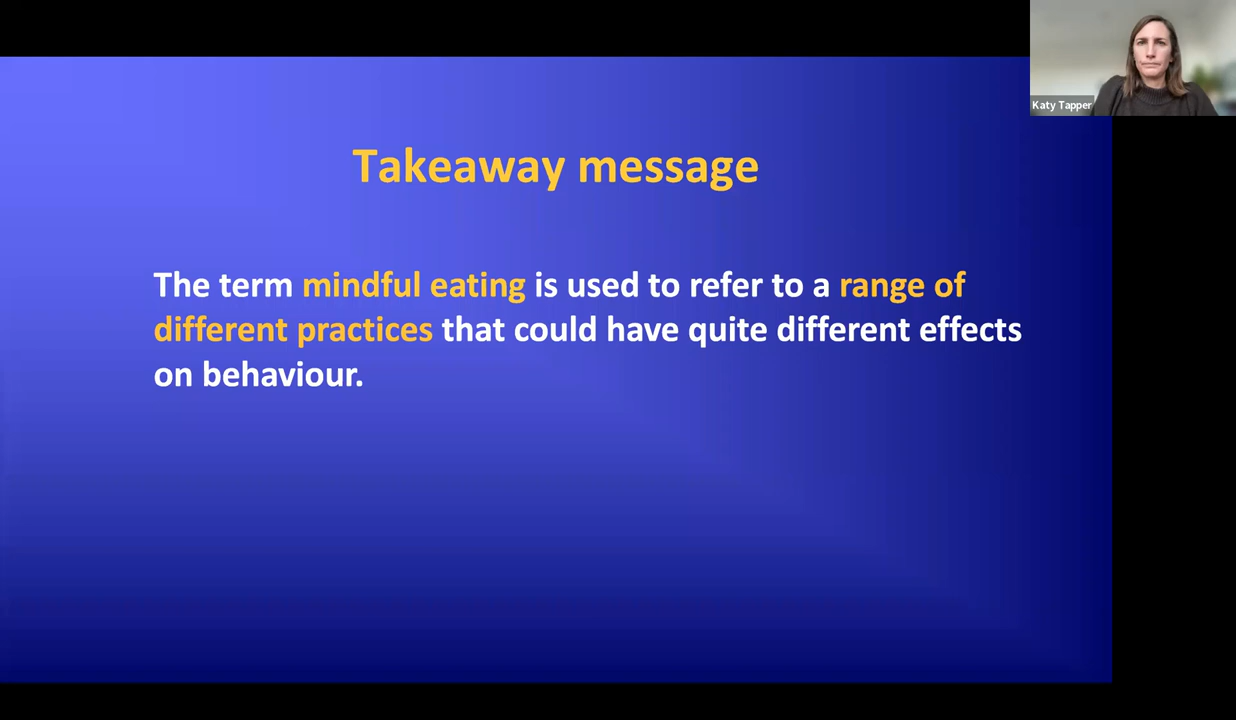 Takeaway message
The term mindful eating is used to refer to a range of
different practices that could have quite different effects
on behaviour.
Katy Tapper